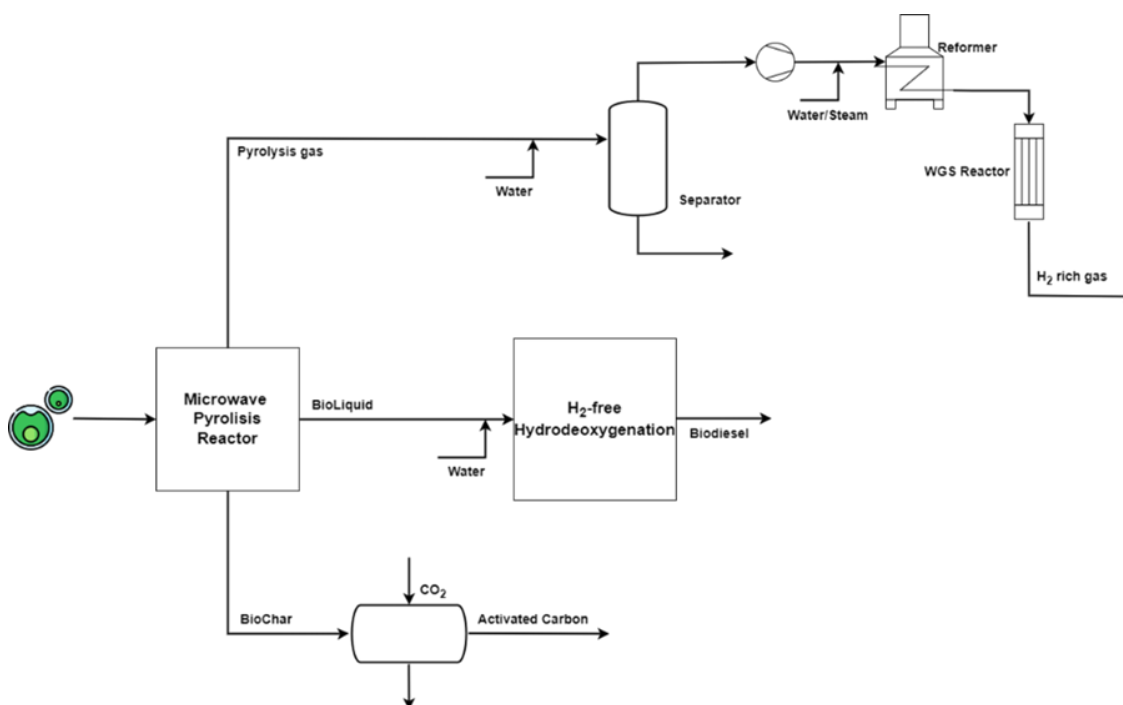 Reformer
Water/Steam
Pyrolysis gas
WGS Reactor
Water
Separator
H₂ rich gas
Microwave
Pyrolisis
Reactor
BioLiquid
H₂-free
Hydrodeoxygenation
Biodiesel
Water
CO₂
BioChar
Activated Carbon